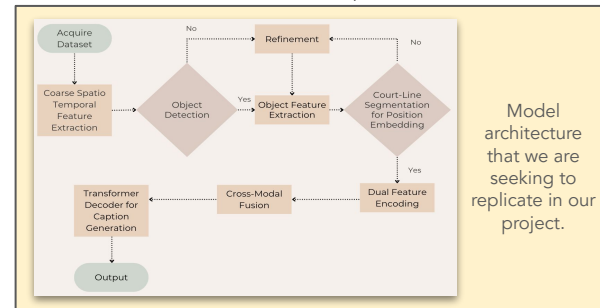 Acquire
Dataset
No
Refinement
No
Coarse Spatio
Temporal
Feature
Extraction
Object
Detection
Yes
Object Feature
Extraction
Court-Line
Segmentation
for Position
Embedding
Yes
Transformer
Decoder for
Caption
Generation
Cross-Modal
Fusion
Dual Feature
Encoding
Output
Model
architecture
that we are
seeking to
replicate in our
project.